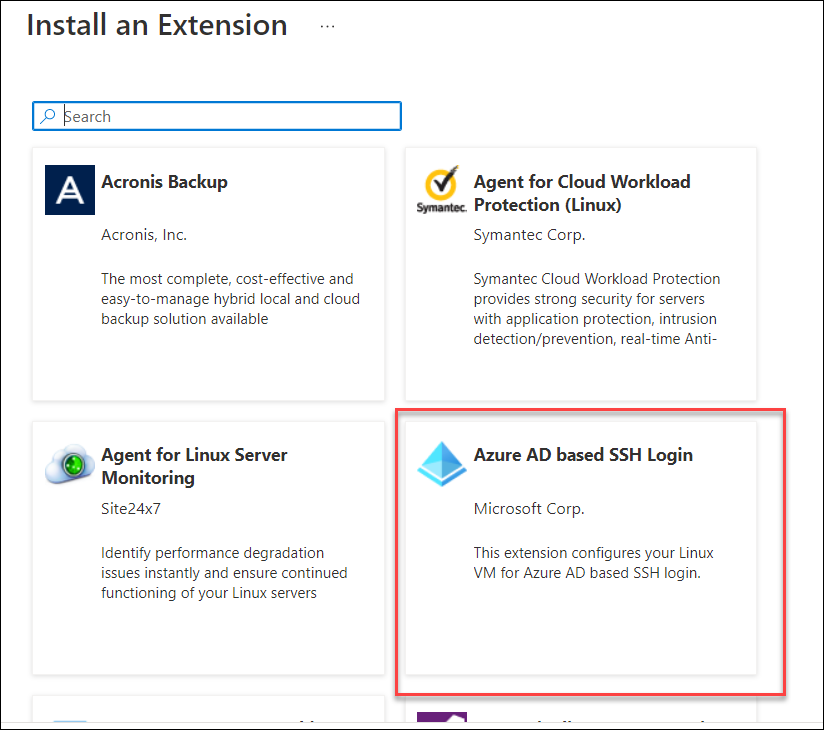 Install an Extension ...
Search
Acronis Backup
Acronis, Inc.
The most complete, cost-effective and
easy-to-manage hybrid local and cloud
backup solution available
Symantec.
Agent for Cloud Workload
Protection (Linux)
Symantec Corp.
Symantec Cloud Workload Protection
provides strong security for servers
with application protection, intrusion
detection/prevention, real-time Anti-
Agent for Linux Server
Monitoring
Site24x7
Identify performance degradation
issues instantly and ensure continued
functioning of your Linux servers
Azure AD based SSH Login
Microsoft Corp.
This extension configures your Linux
VM for Azure AD based SSH login.